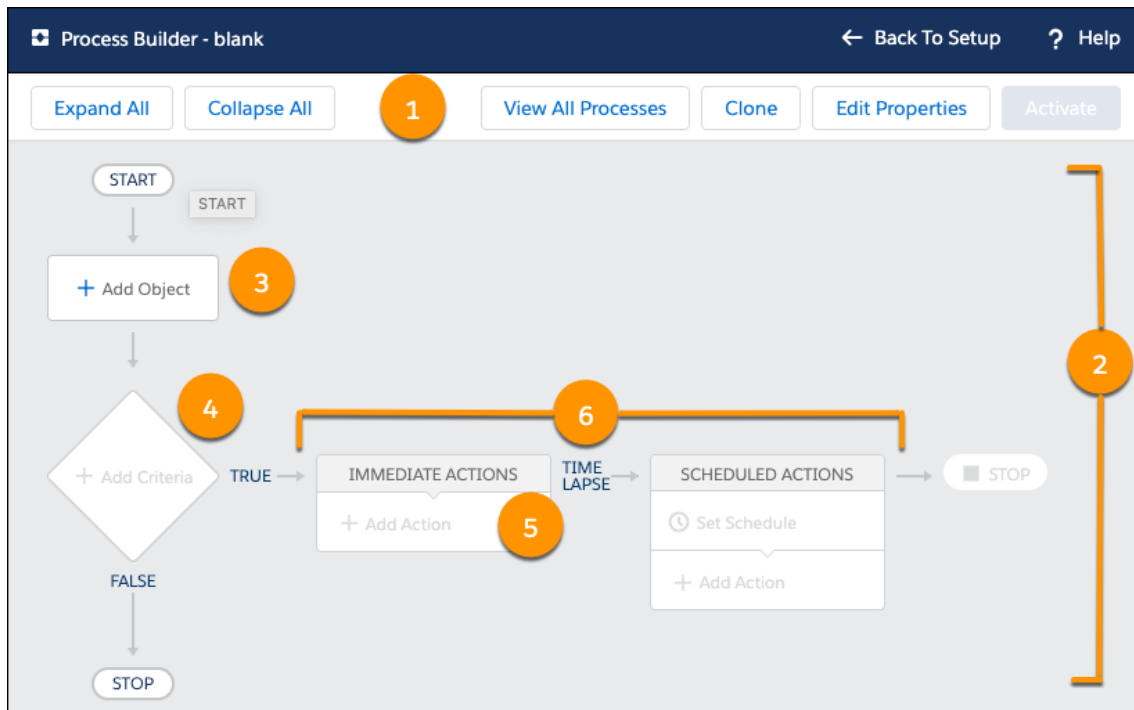 Process Builder - blank
Back To Setup
? Help
Expand All
Collapse All
1
View All Processes
Clone
Edit Properties
Activate
START
START
+ Add Object
3
2
4
6
+ Add Criteria
TRUE
IMMEDIATE ACTIONS
TIME
LAPSE
SCHEDULED ACTIONS
STOP
+ Add Action
5
Set Schedule
+ Add Action
FALSE
STOP